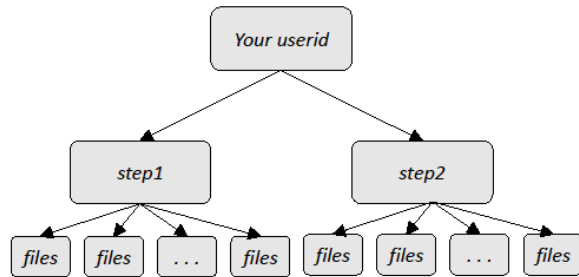 Your userid
step1
step2
files
files
. . .
files
files
files
. . .
files